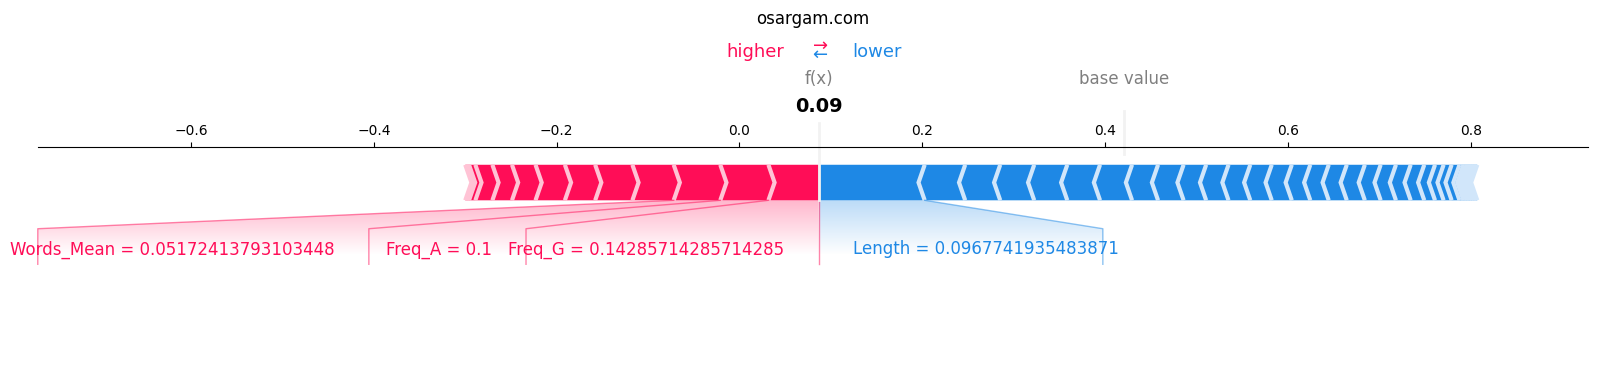 osargam.com
higher → ← lower
f(x) base value
0.09
−0.6 −0.4 −0.2 0.0 0.2 0.4 0.6 0.8
Words_Mean = 0.05172413793103448 Freq_A = 0.1 Freq_G = 0.14285714285714285 Length = 0.0967741935483871